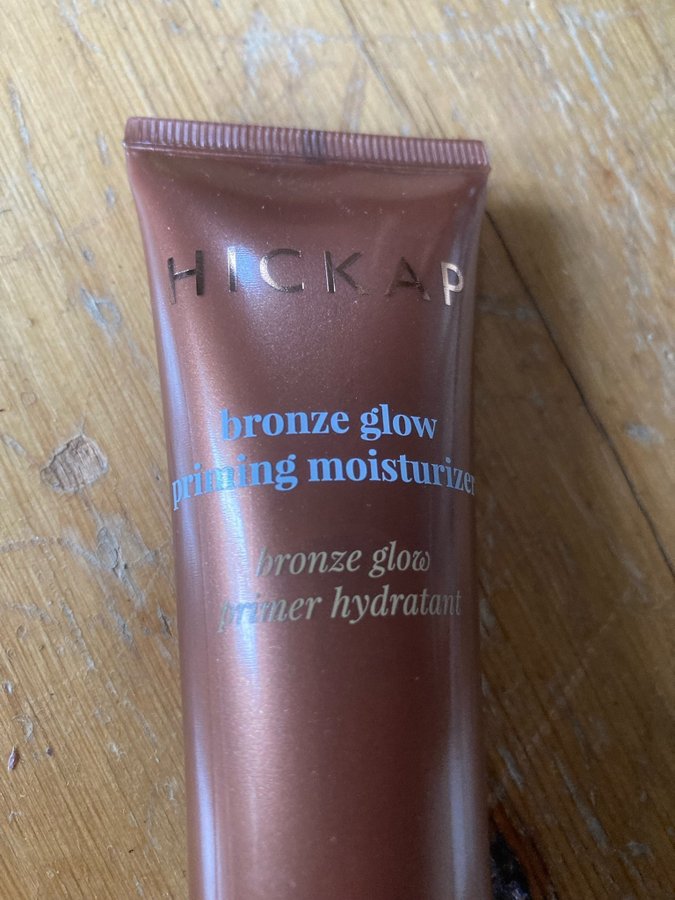 HICKAP
bronze glow
priming moisturizer
bronze glow
primer hydratant